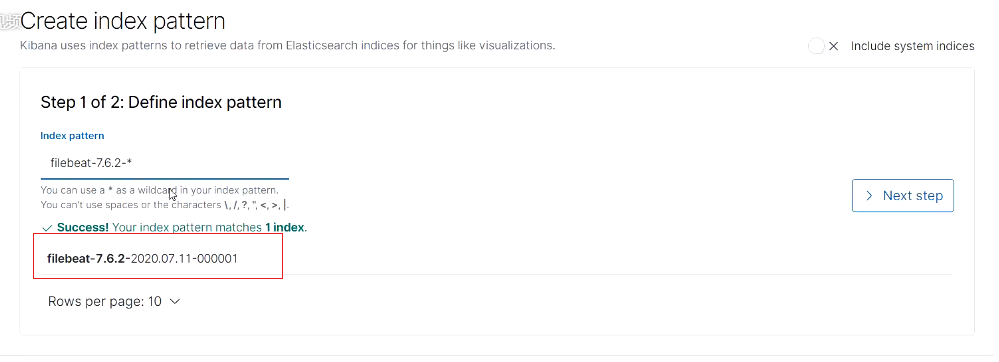 视频
Create index pattern
Kibana uses index patterns to retrieve data from Elasticsearch indices for things like visualizations.
Include system indices
Step 1 of 2: Define index pattern
Index pattern
filebeat-7.6.2-*
You can use a * as a wildcard in your index pattern.
You can't use spaces or the characters \, /, ?, ", <, >, |.
Next step
Success! Your index pattern matches 1 index.
filebeat-7.6.2-2020.07.11-000001
Rows per page: 10